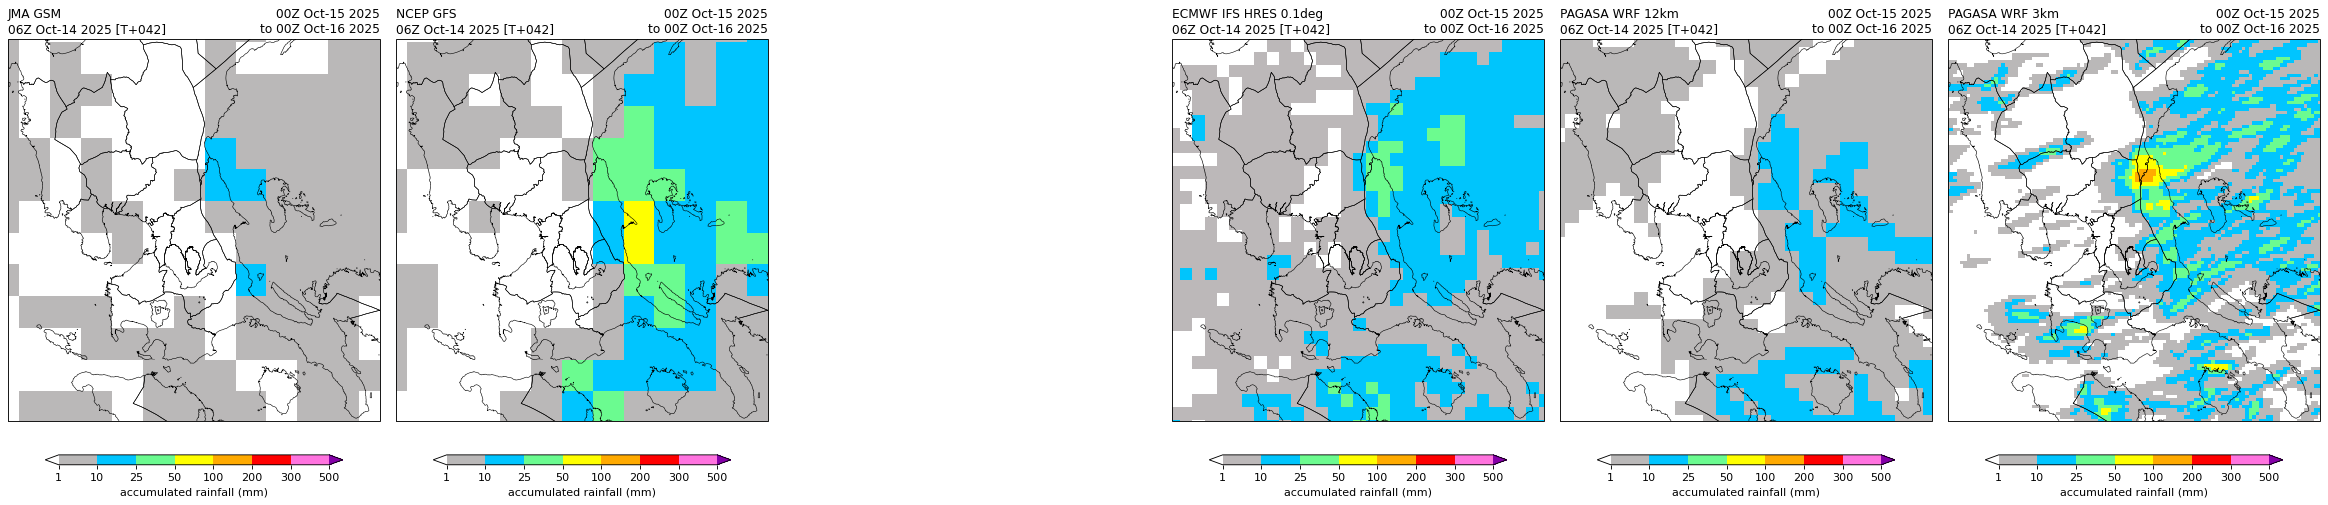 JMA GSM
00Z Oct-15 2025
06Z Oct-14 2025 [T+042]
to 00Z Oct-16 2025
1 10 25 50 100 200 300 500
accumulated rainfall (mm)
NCEP GFS
00Z Oct-15 2025
06Z Oct-14 2025 [T+042]
to 00Z Oct-16 2025
1 10 25 50 100 200 300 500
accumulated rainfall (mm)
ECMWF IFS HRES 0.1deg
00Z Oct-15 2025
06Z Oct-14 2025 [T+042]
to 00Z Oct-16 2025
1 10 25 50 100 200 300 500
accumulated rainfall (mm)
PAGASA WRF 12km
00Z Oct-15 2025
06Z Oct-14 2025 [T+042]
to 00Z Oct-16 2025
1 10 25 50 100 200 300 500
accumulated rainfall (mm)
PAGASA WRF 3km
00Z Oct-15 2025
06Z Oct-14 2025 [T+042]
to 00Z Oct-16 2025
1 10 25 50 100 200 300 500
accumulated rainfall (mm)